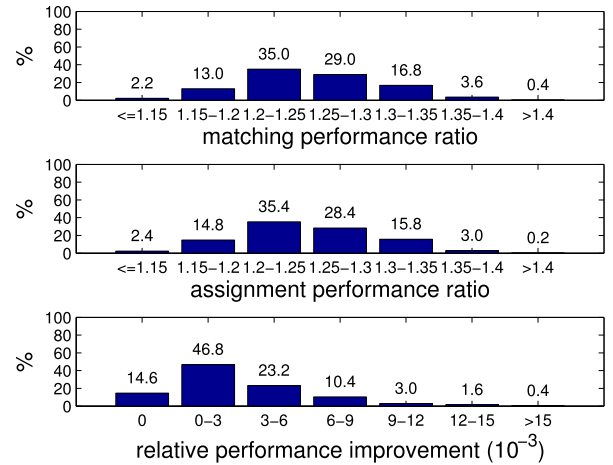 100
80
60
40
20
0
%
2.2 13.0 35.0 29.0 16.8 3.6 0.4
<=1.15 1.15−1.2 1.2−1.25 1.25−1.3 1.3−1.35 1.35−1.4 >1.4
matching performance ratio
100
80
60
40
20
0
%
2.4 14.8 35.4 28.4 15.8 3.0 0.2
<=1.15 1.15−1.2 1.2−1.25 1.25−1.3 1.3−1.35 1.35−1.4 >1.4
assignment performance ratio
100
80
60
40
20
0
%
14.6 46.8 23.2 10.4 3.0 1.6 0.4
0 0−3 3−6 6−9 9−12 12−15 >15
relative performance improvement (10⁻³)